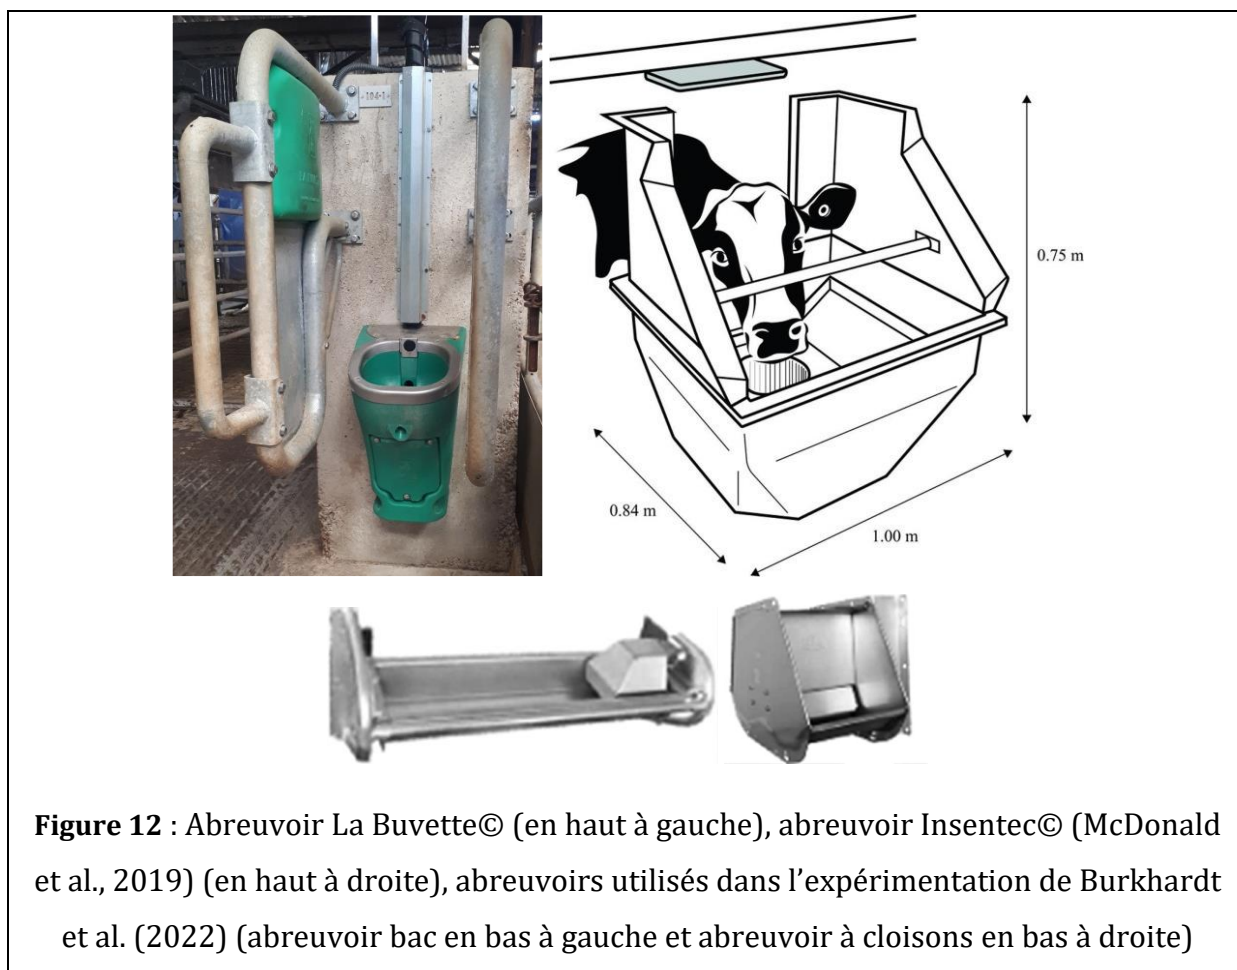 104-1
0.75 m
0.84 m
1.00 m
Figure 12 : Abreuvoir La Buvette© (en haut à gauche), abreuvoir Insentec© (McDonald
et al., 2019) (en haut à droite), abreuvoirs utilisés dans l’expérimentation de Burkhardt
et al. (2022) (abreuvoir bac en bas à gauche et abreuvoir à cloisons en bas à droite)